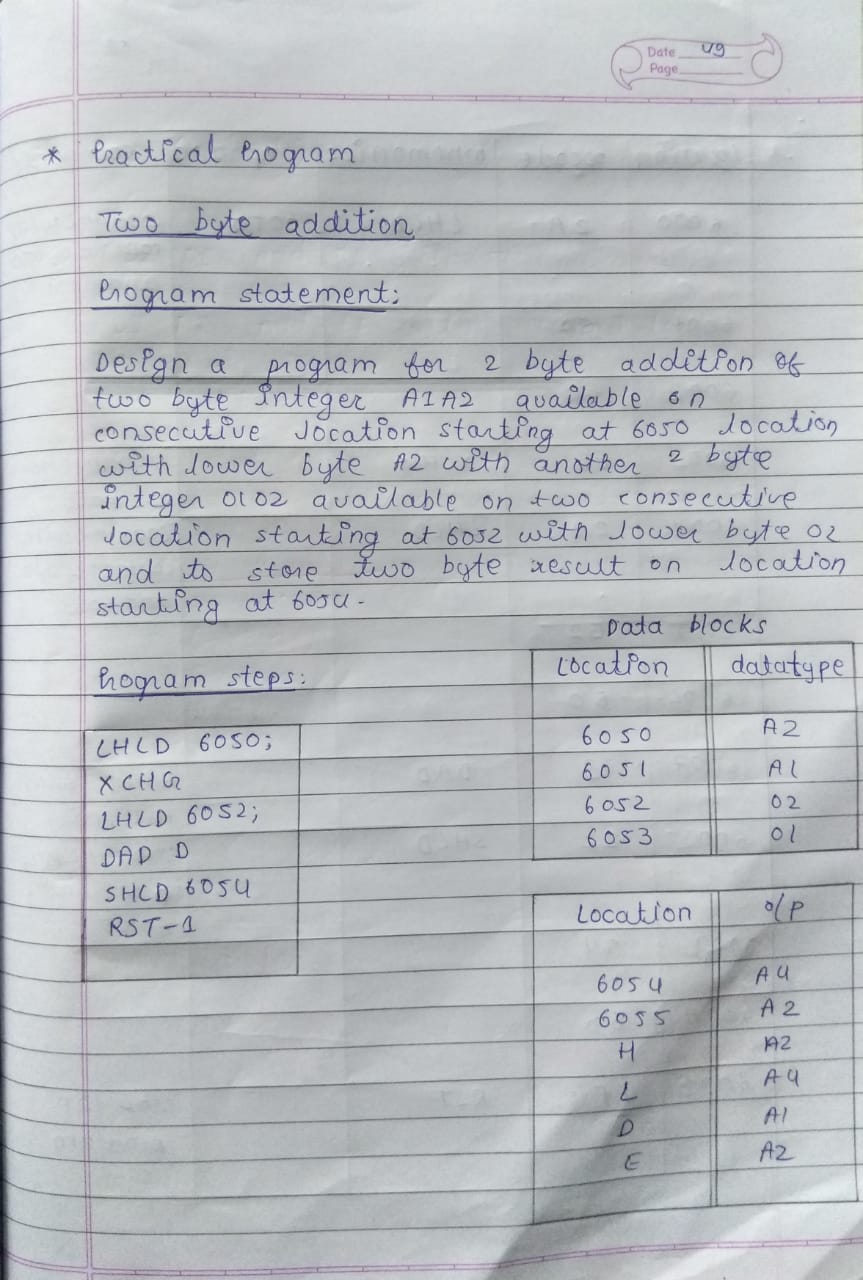 Date 49
Page
* Practical Program
Two byte addition
Program statement:
Design a program for 2 byte addition of
two byte integer A1A2 available on
consecutive location starting at 6050 location
with lower byte A2 with another 2 byte
integer 0102 available on two consecutive
location starting at 6052 with lower byte 02
and to store two byte result on location
starting at 6054.
Data blocks
Program steps:
Location datatype
LHLD 6050;
XCHG
LHLD 6052;
DAD D
SHLD 6054
RST-1
6050 A2
6051 A1
6052 02
6053 01
Location o/P
6054 A4
6055 A2
H A2
L A4
D A1
E A2